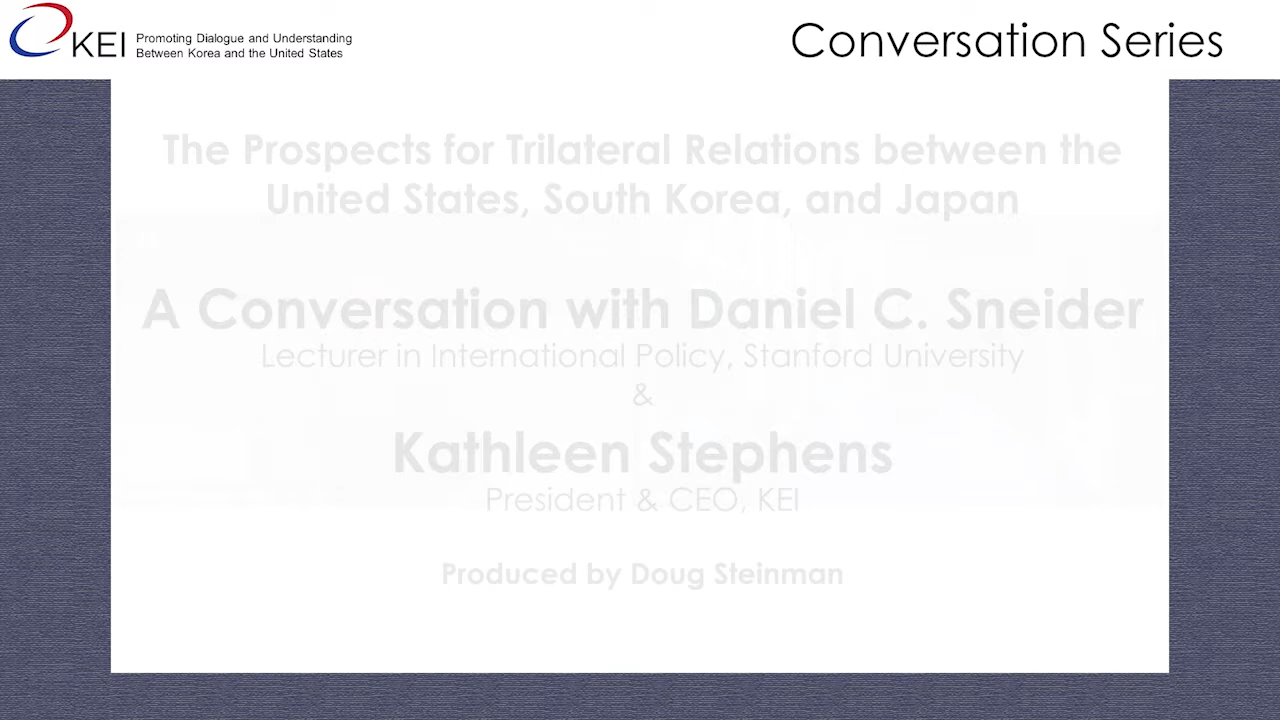 KEI
Promoting Dialogue and Understanding
Between Korea and the United States
Conversation Series
The Prospects for Trilateral Relations between the
United States, South Korea, and Japan
A Conversation with Daniel C. Sneider
Lecturer in International Policy, Stanford University
&
Kathleen Stephens
President & CEO, KEI
Produced by Doug Steinman